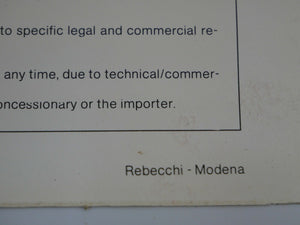 to specific legal and commercial re-
any time, due to technical/commer-
oncessionary or the importer.
Rebecchi - Modena